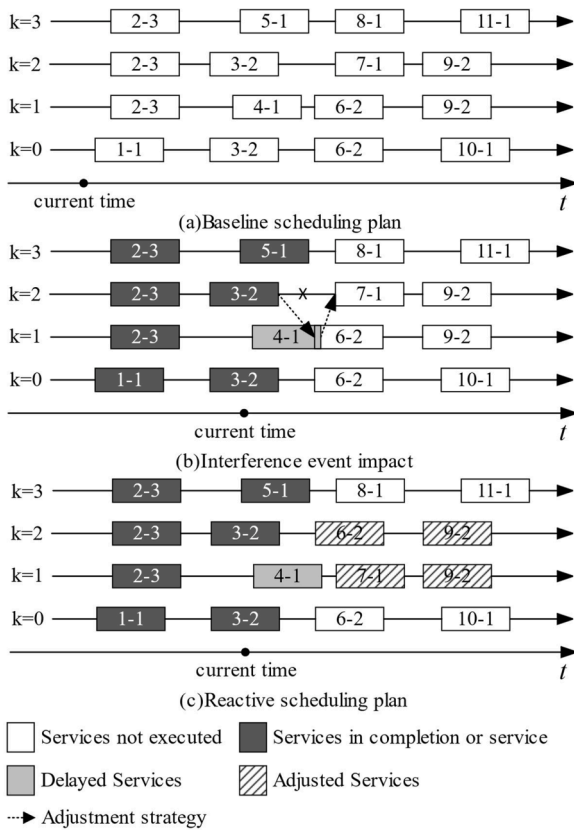 k=3 2-3 5-1 8-1 11-1
k=2 2-3 3-2 7-1 9-2
k=1 2-3 4-1 6-2 9-2
k=0 1-1 3-2 6-2 10-1
current time t
(a)Baseline scheduling plan
k=3 2-3 5-1 8-1 11-1
k=2 2-3 3-2 x 7-1 9-2
k=1 2-3 4-1 6-2 9-2
k=0 1-1 3-2 6-2 10-1
current time t
(b)Interference event impact
k=3 2-3 5-1 8-1 11-1
k=2 2-3 3-2 6-2 9-2
k=1 2-3 4-1 7-1 9-2
k=0 1-1 3-2 6-2 10-1
current time t
(c)Reactive scheduling plan
Services not executed Services in completion or service
Delayed Services Adjusted Services
Adjustment strategy